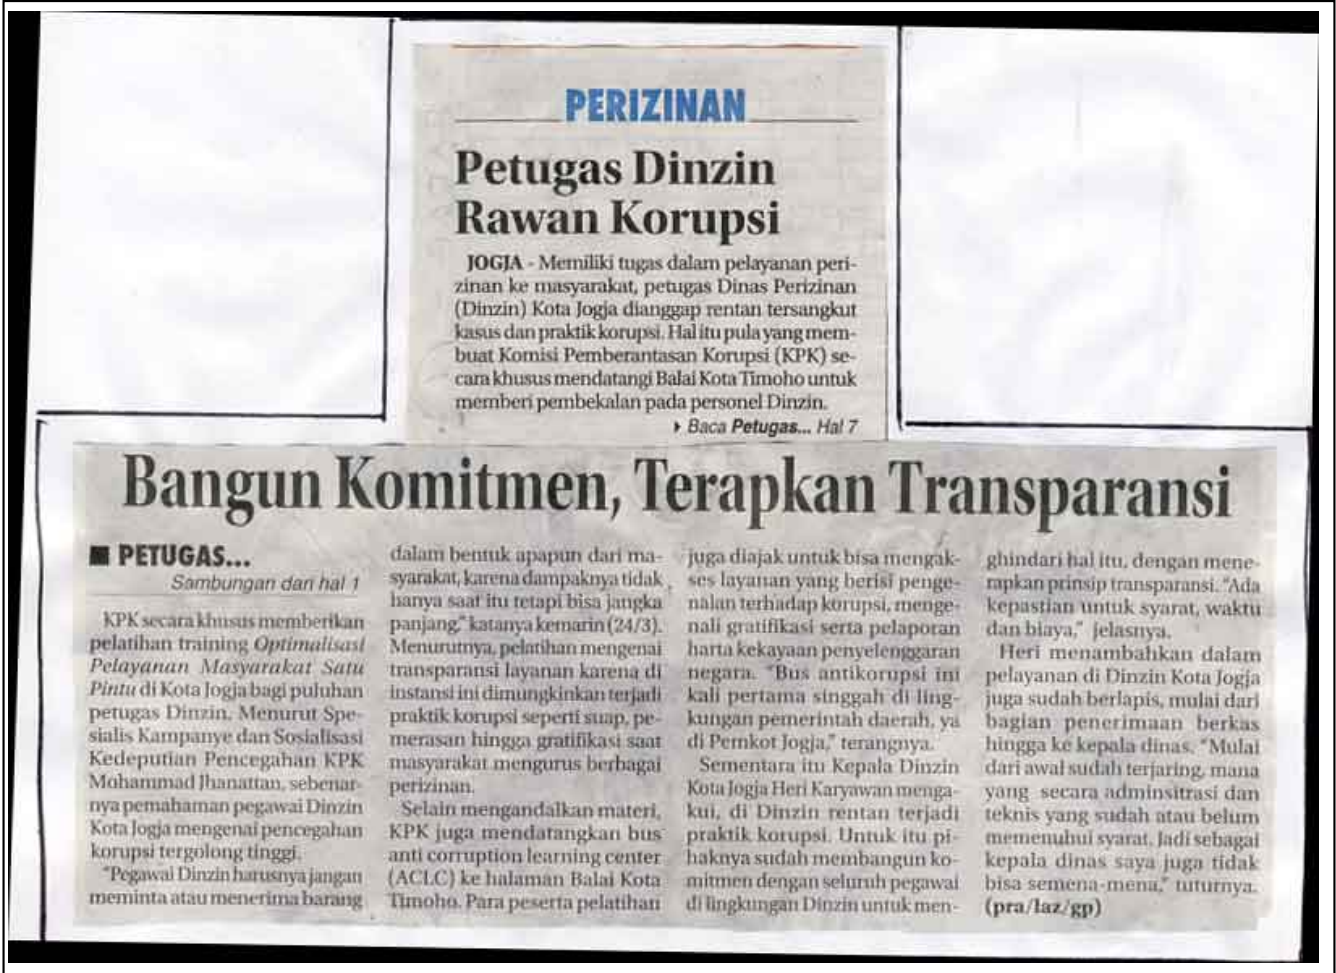 PERIZINAN
Petugas Dinzin
Rawan Korupsi
JOGJA - Memiliki tugas dalam pelayanan peri-
zinan ke masyarakat, petugas Dinas Perizinan
(Dinzin) Kota Jogja dianggap rentan tersangkut
kasus dan praktik korupsi. Hal itu pula yang mem-
buat Komisi Pemberantasan Korupsi (KPK) se-
cara khusus mendatangi Balai Kota Timoho untuk
memberi pembekalan pada personel Dinzin.
Baca Petugas... Hal 7
Bangun Komitmen, Terapkan Transparansi
■ PETUGAS...
Sambungan dari hal 1
KPK secara khusus memberikan
pelatihan training Optimalisasi
Pelayanan Masyarakat Satu
Pintu di Kota Jogja bagi puluhan
petugas Dinzin. Menurut Spe-
sialis Kampanye dan Sosialisasi
Kedeputian Pencegahan KPK
Mohammad Jhanattan, sebenar-
nya pemahaman pegawai Dinzin
Kota Jogja mengenai pencegahan
korupsi tergolong tinggi.
"Pegawai Dinzin harusnya jangan
meminta atau menerima barang
dalam bentuk apapun dari ma-
syarakat, karena dampaknya tidak
hanya saat itu tetapi bisa jangka
panjang," katanya kemarin (24/3).
Menurutnya, pelatihan mengenai
transparansi layanan karena di
instansi ini dimungkinkan terjadi
praktik korupsi seperti suap, pe-
merasan hingga gratifikasi saat
masyarakat mengurus berbagai
perizinan.
Selain mengandalkan materi,
KPK juga mendatangkan bus
anti corruption learning center
(ACLC) ke halaman Balai Kota
Timoho. Para peserta pelatihan
juga diajak untuk bisa mengak-
ses layanan yang berisi penge-
nalan terhadap korupsi, menge-
nali gratifikasi serta pelaporan
harta kekayaan penyelenggaran
negara. "Bus antikorupsi ini
kali pertama singgah di ling-
kungan pemerintah daerah, ya
di Pemkot Jogja," terangnya.
Sementara itu Kepala Dinzin
Kota Jogja Heri Karyawan menga-
kui, di Dinzin rentan terjadi
praktik korupsi. Untuk itu pi-
haknya sudah membangun ko-
mitmen dengan seluruh pegawai
di lingkungan Dinzin untuk men-
ghindari hal itu, dengan mene-
rapkan prinsip transparansi. "Ada
kepastian untuk syarat, waktu
dan biaya," jelasnya.
Heri menambahkan dalam
pelayanan di Dinzin Kota Jogja
juga sudah berlapis, mulai dari
bagian penerimaan berkas
hingga ke kepala dinas. "Mulai
dari awal sudah terjaring, mana
yang secara adminsitrasi dan
teknis yang sudah atau belum
memenuhui syarat. Jadi sebagai
kepala dinas saya juga tidak
bisa semena-mena," tuturnya.
(pra/laz/gp)